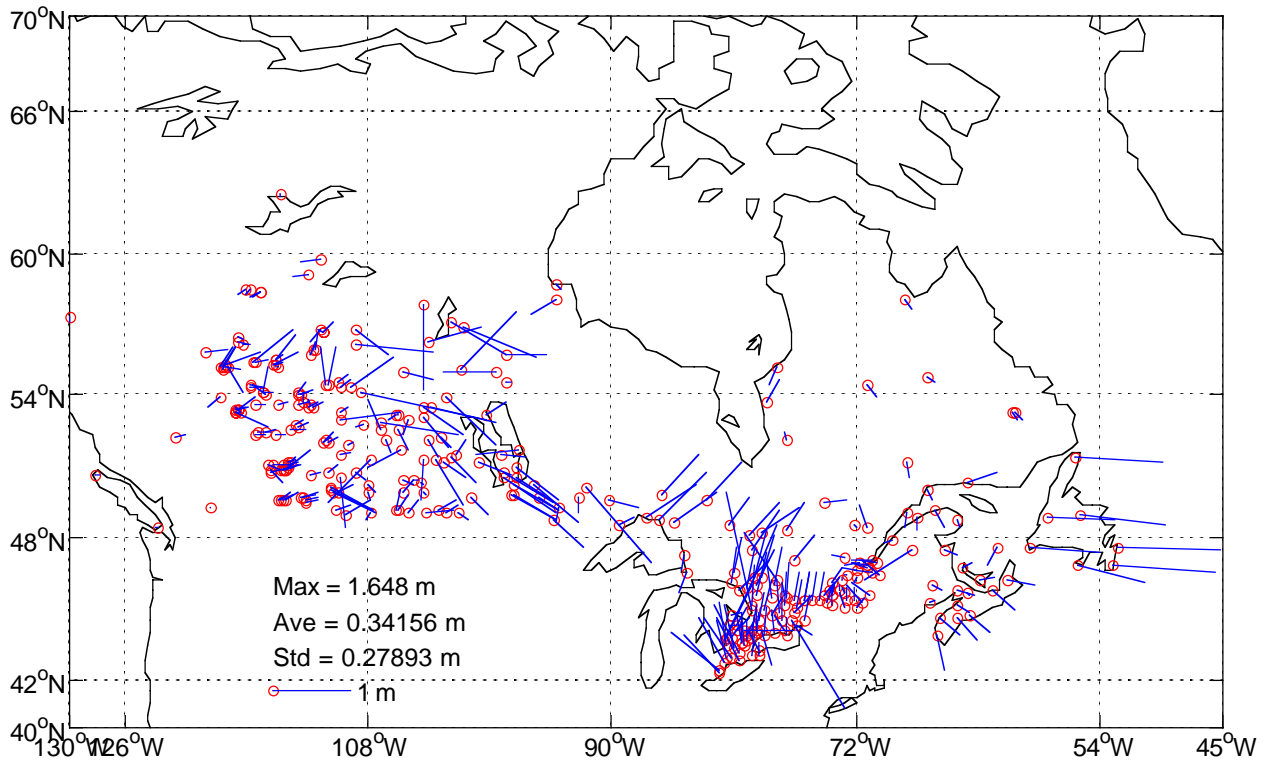 70°N
66°N
60°N
54°N
48°N
Max = 1.648 m
Ave = 0.34156 m
Std = 0.27893 m
1 m
42°N
40°N
130°W 126°W 108°W 90°W 72°W 54°W 45°W